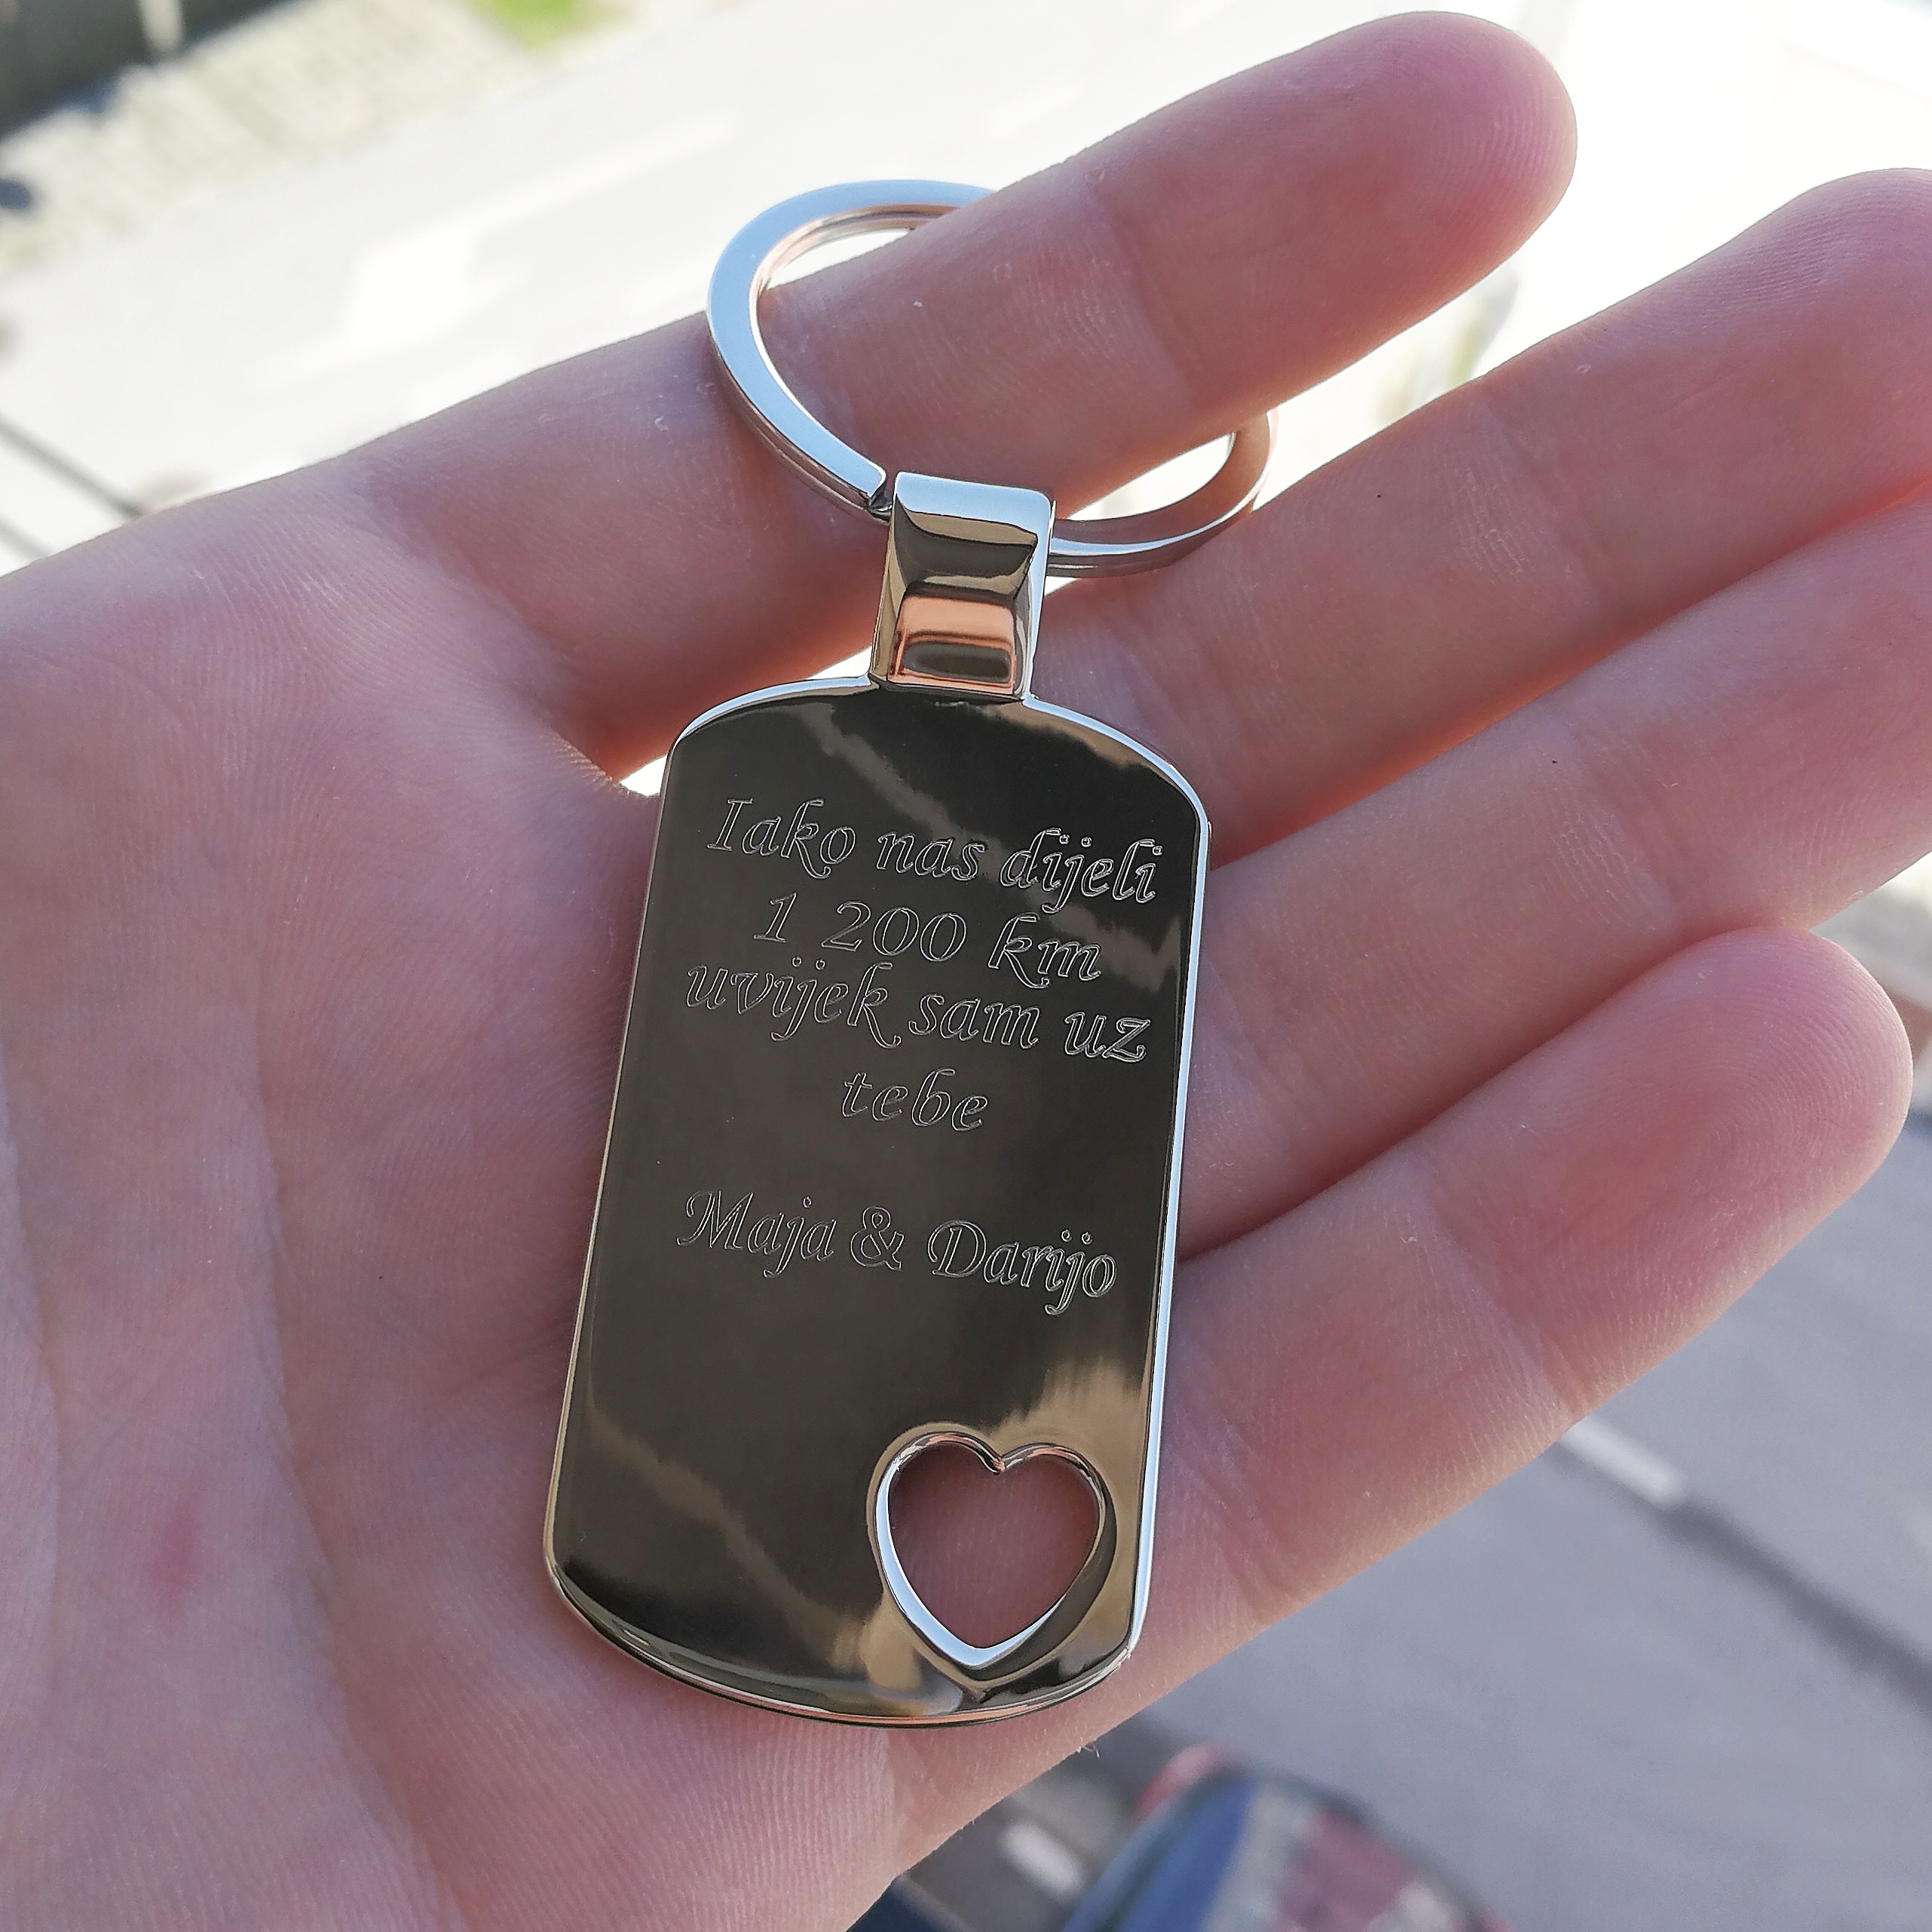 Iako nas dijeli
1 200 km
uvijek sam uz
tebe
Maja & Darijo